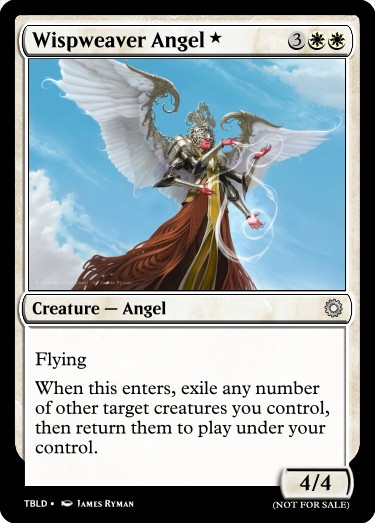 Wispweaver Angel ★ 3
Creature — Angel
Flying
When this enters, exile any number
of other target creatures you control,
then return them to play under your
control.
4/4
TBLD • James Ryman
(NOT FOR SALE)